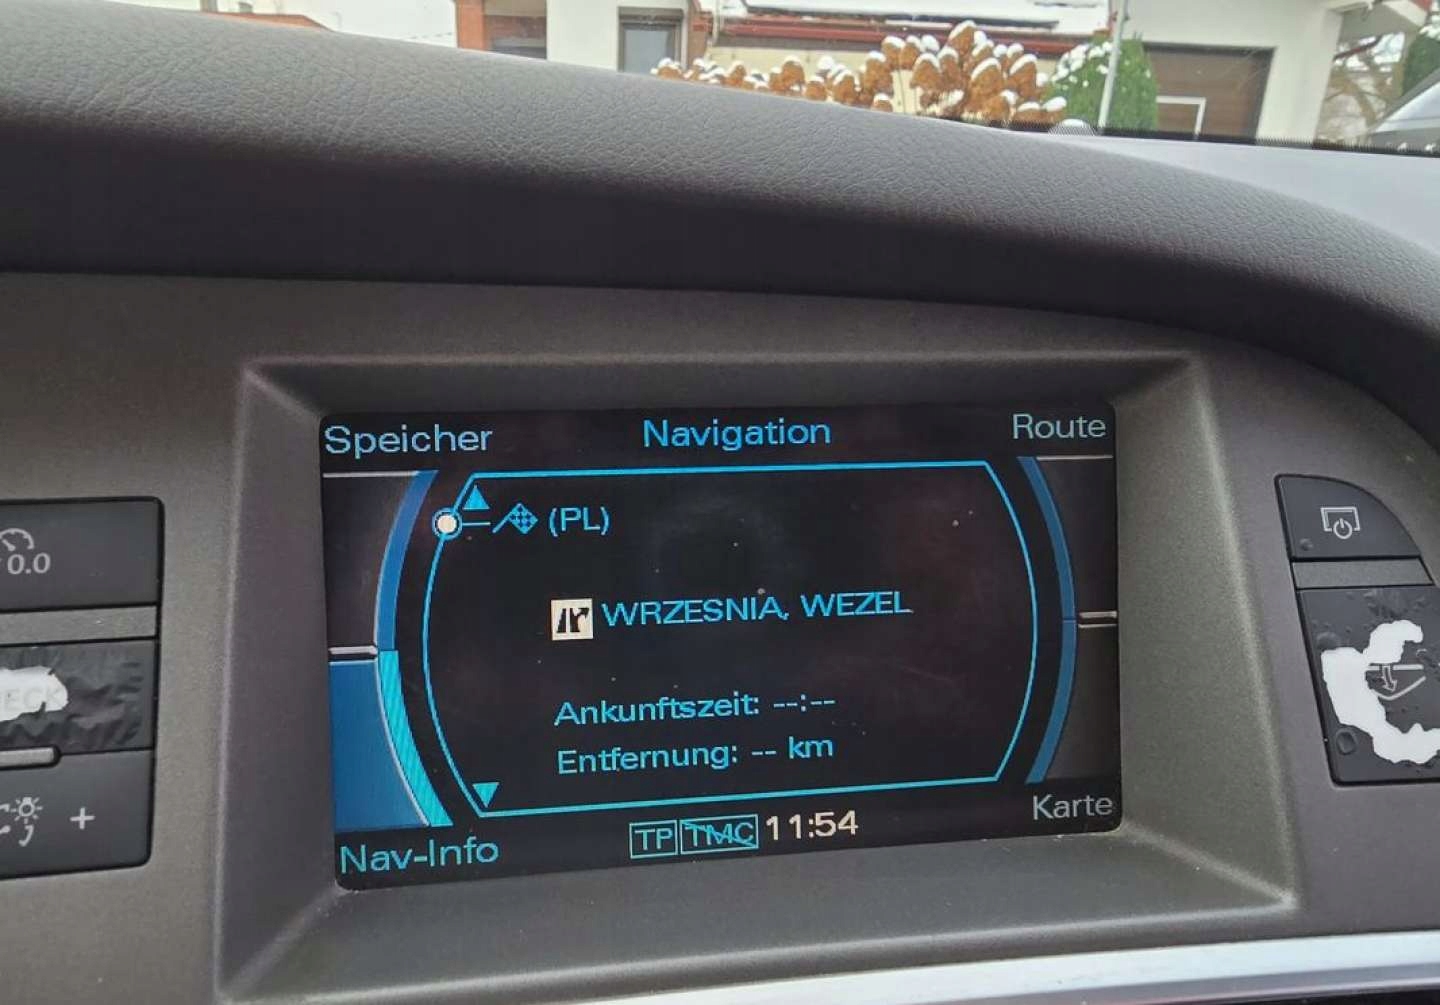 Speicher
Navigation
Route
(PL)
WRZESNIA, WEZEL
Ankunftszeit: --:--
Entfernung: -- km
Nav-Info
TP TMC 11:54
Karte
0.0
+